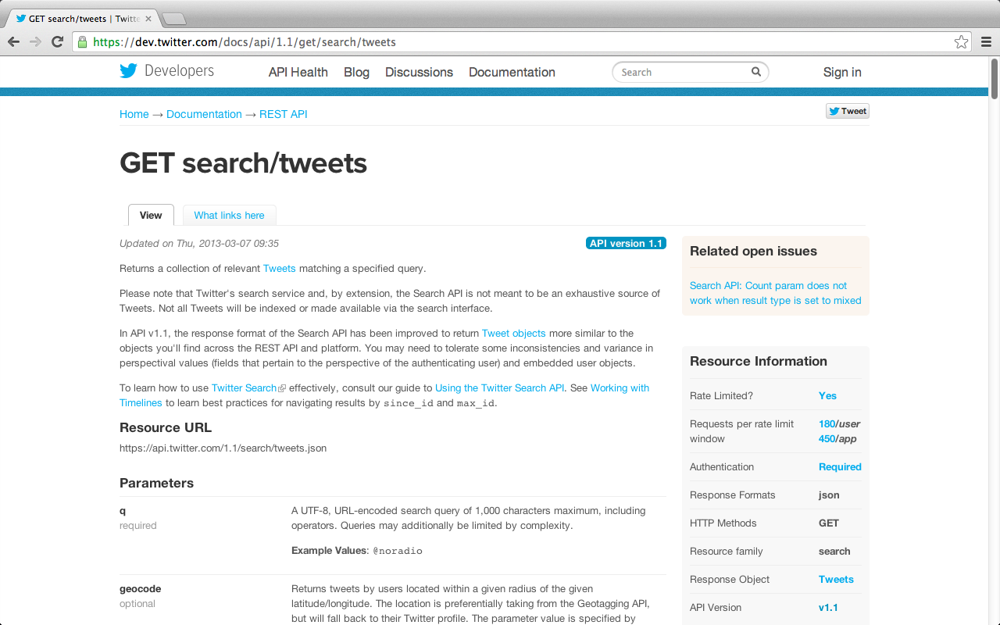 GET search/tweets | Twitte
https://dev.twitter.com/docs/api/1.1/get/search/tweets
Developers
API Health
Blog
Discussions
Documentation
Search
Sign in
Home → Documentation → REST API
Tweet
GET search/tweets
View
What links here
Updated on Thu, 2013-03-07 09:35
API version 1.1
Returns a collection of relevant Tweets matching a specified query.
Please note that Twitter's search service and, by extension, the Search API is not meant to be an exhaustive source of
Tweets. Not all Tweets will be indexed or made available via the search interface.
In API v1.1, the response format of the Search API has been improved to return Tweet objects more similar to the
objects you'll find across the REST API and platform. You may need to tolerate some inconsistencies and variance in
perspectival values (fields that pertain to the perspective of the authenticating user) and embedded user objects.
To learn how to use Twitter Search effectively, consult our guide to Using the Twitter Search API. See Working with
Timelines to learn best practices for navigating results by since_id and max_id.
Resource URL
https://api.twitter.com/1.1/search/tweets.json
Parameters
q
required
A UTF-8, URL-encoded search query of 1,000 characters maximum, including
operators. Queries may additionally be limited by complexity.
Example Values: @noradio
geocode
optional
Returns tweets by users located within a given radius of the given
latitude/longitude. The location is preferentially taking from the Geotagging API,
but will fall back to their Twitter profile. The parameter value is specified by
Related open issues
Search API: Count param does not
work when result type is set to mixed
Resource Information
Rate Limited? Yes
Requests per rate limit 180/user
window 450/app
Authentication Required
Response Formats json
HTTP Methods GET
Resource family search
Response Object Tweets
API Version v1.1